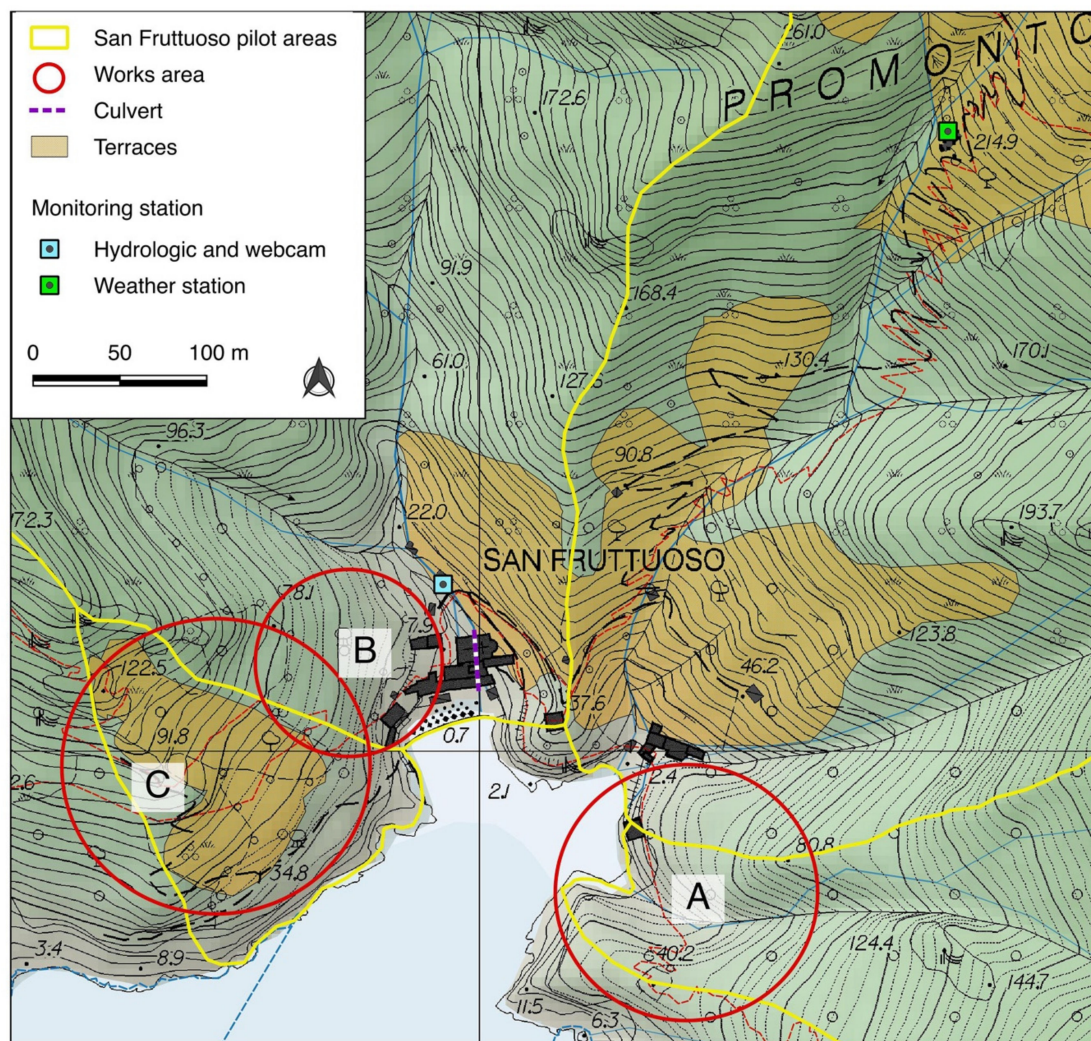 San Fruttuoso pilot areas
Works area
Culvert
Terraces
Monitoring station
Hydrologic and webcam
Weather station
0 50 100 m
261.0
PROMONTO
172.6
214.9
91.9
168.4
170.1
61.0
130.4
127.5
96.3
90.8
22.0
193.7
72.3
SAN FRUTTUOSO
78.1
7.9
123.8
B
122.5
46.2
37.6
91.8
0.7
C
2.4
2.6
2.1
80.8
34.8
A
124.4
3.4
8.9
40.2
144.7
11.5
6.3